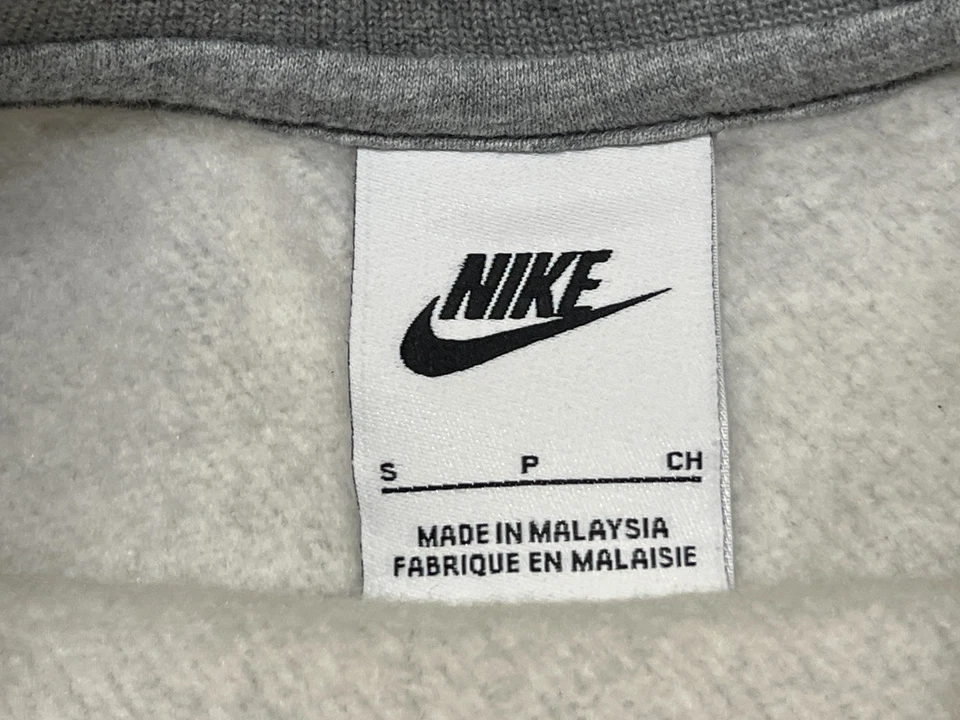 NIKE
S P CH
MADE IN MALAYSIA
FABRIQUE EN MALAISIE